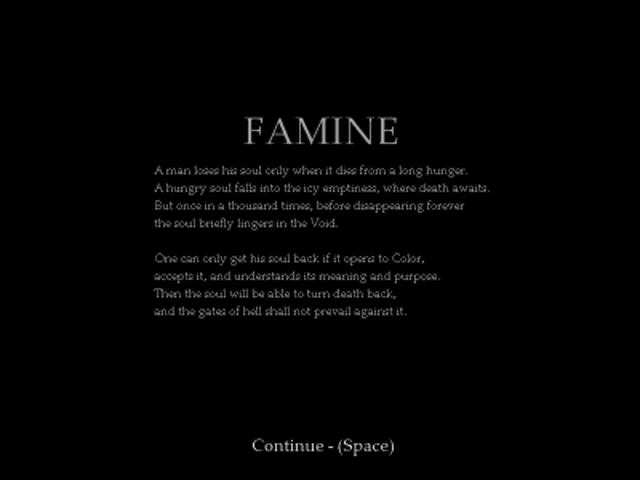 FAMINE
A man loses his soul only when it dies from a long hunger.
A hungry soul falls into the icy emptiness, where death awaits.
But once in a thousand times, before disappearing forever
the soul briefly lingers in the Void.
One can only get his soul back if it opens to Color,
accepts it, and understands its meaning and purpose.
Then the soul will be able to turn death back,
and the gates of hell shall not prevail against it.
Continue - (Space)